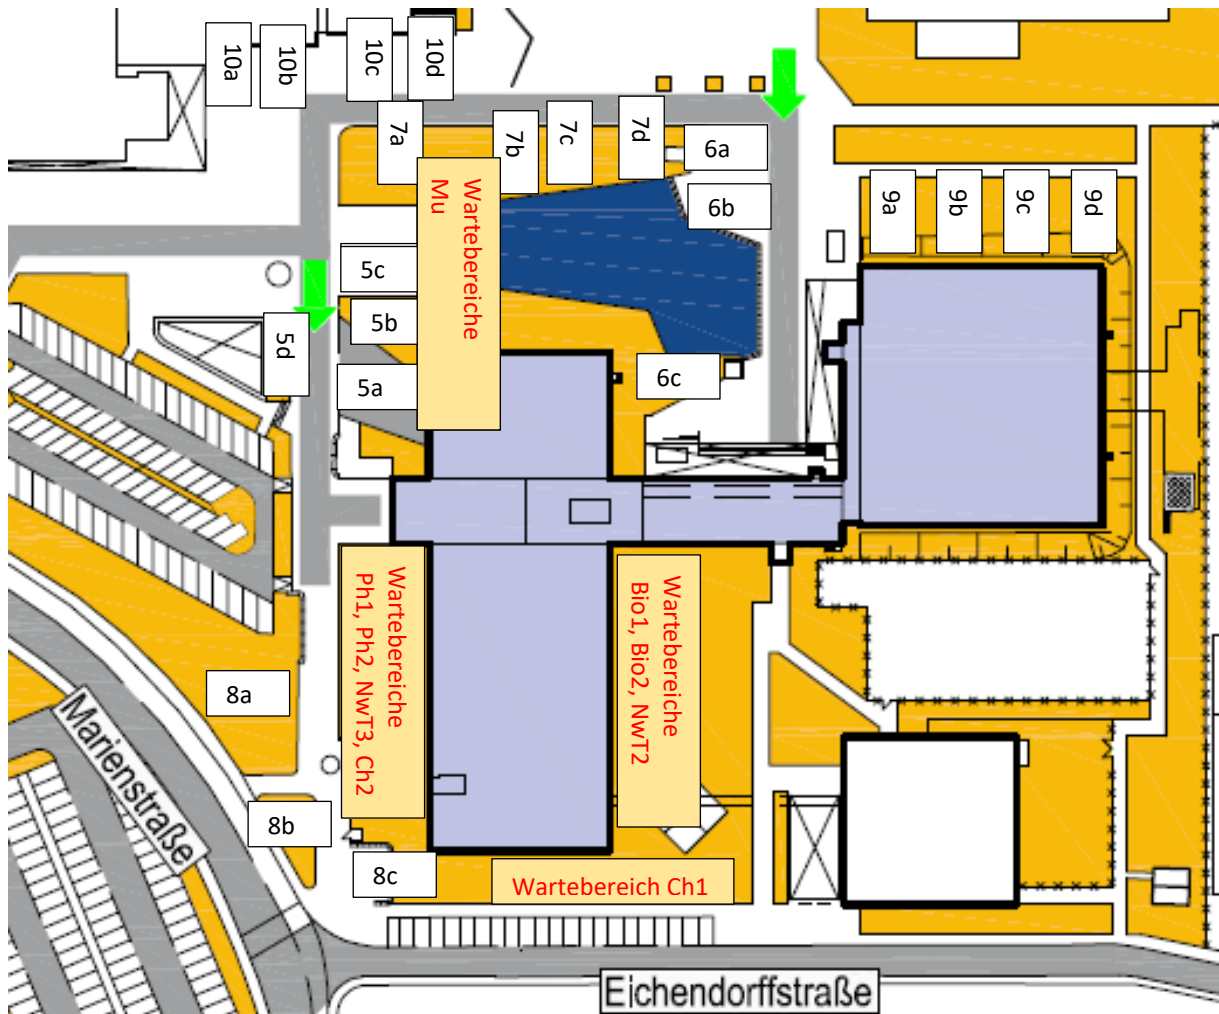 10a
10b
10c
10d
7a
7b
7c
7d
6a
6b
9a
9b
9c
9d
Wartebereiche
Mu
5c
5b
5d
5a
6c
Wartebereiche
Ph1, Ph2, NwT3, Ch2
Wartebereiche
Bio1, Bio2, NwT2
8a
Marienstraße
8b
8c
Wartebereich Ch1
Eichendorffstraße